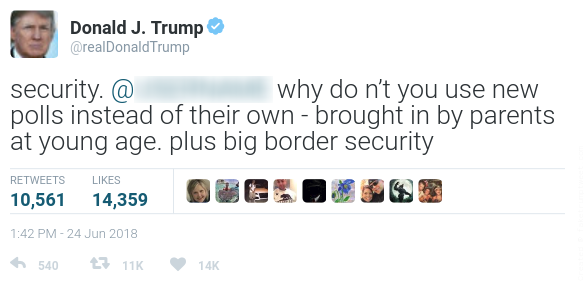 Donald J. Trump
@realDonaldTrump
security. @ why do n't you use new
polls instead of their own - brought in by parents
at young age. plus big border security
RETWEETS LIKES
10,561 14,359
1:42 PM - 24 Jun 2018
540 11K 14K